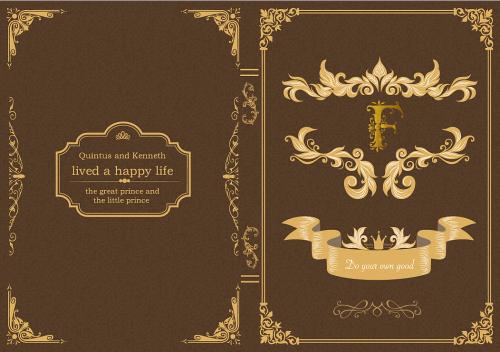 Quintus and Kenneth
lived a happy life
the great prince and
the little prince
F
Do your own good